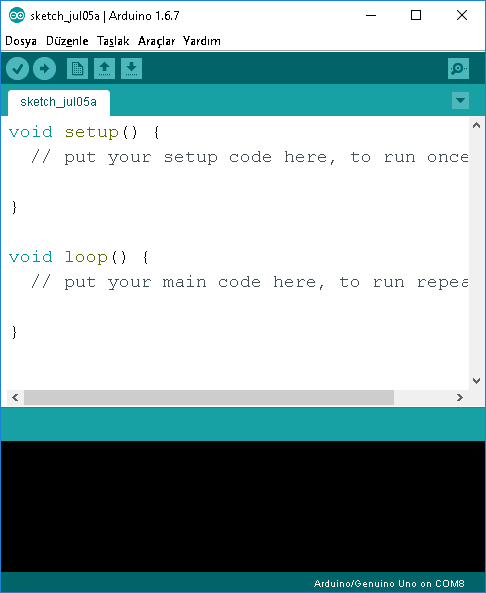 sketch_jul05a | Arduino 1.6.7
Dosya Düzenle Taşlak Araçlar Yardım
sketch_jul05a
void setup() {
// put your setup code here, to run once
}
void loop() {
// put your main code here, to run repea
}
Arduino/Genuino Uno on COM8